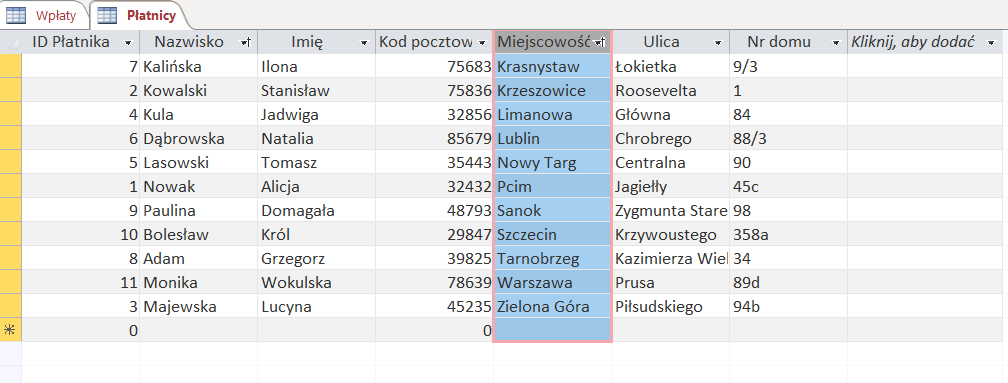 Wpłaty Płatnicy
ID Płatnika Nazwisko Imię Kod pocztow Miejscowość Ulica Nr domu Kliknij, aby dodać
7 Kalińska Ilona 75683 Krasnystaw Łokietka 9/3
2 Kowalski Stanisław 75836 Krzeszowice Roosevelta 1
4 Kula Jadwiga 32856 Limanowa Główna 84
6 Dąbrowska Natalia 85679 Lublin Chrobrego 88/3
5 Lasowski Tomasz 35443 Nowy Targ Centralna 90
1 Nowak Alicja 32432 Pcim Jagiełły 45c
9 Paulina Domagała 48793 Sanok Zygmunta Stare 98
10 Bolesław Król 29847 Szczecin Krzywoustego 358a
8 Adam Grzegorz 39825 Tarnobrzeg Kazimierza Wiel 34
11 Monika Wokulska 78639 Warszawa Prusa 89d
3 Majewska Lucyna 45235 Zielona Góra Piłsudskiego 94b
0 0